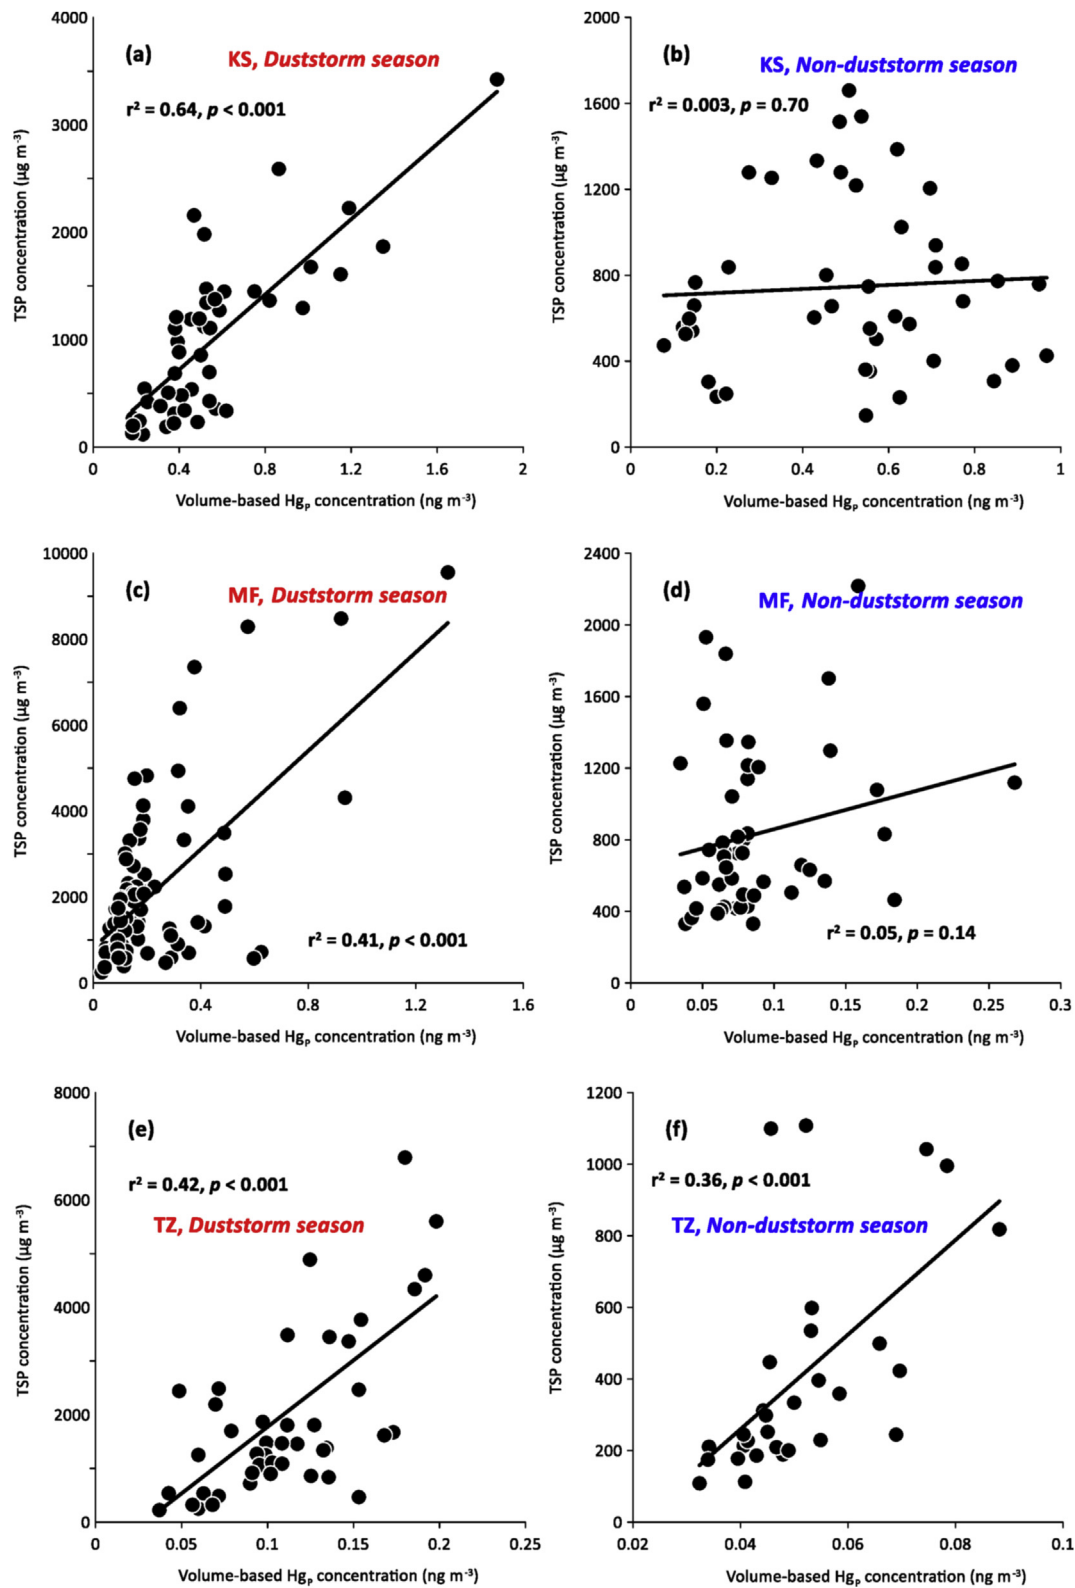 (a)
KS, Duststorm season
r² = 0.64, p < 0.001
TSP concentration (µg m⁻³)
4000
3000
2000
1000
0
0 0.4 0.8 1.2 1.6 2
Volume-based Hgₚ concentration (ng m⁻³)
(b)
KS, Non-duststorm season
r² = 0.003, p = 0.70
TSP concentration (µg m⁻³)
2000
1600
1200
800
400
0
0 0.2 0.4 0.6 0.8 1
Volume-based Hgₚ concentration (ng m⁻³)
(c)
MF, Duststorm season
r² = 0.41, p < 0.001
TSP concentration (µg m⁻³)
10000
8000
6000
4000
2000
0
0 0.4 0.8 1.2 1.6
Volume-based Hgₚ concentration (ng m⁻³)
(d)
MF, Non-duststorm season
r² = 0.05, p = 0.14
TSP concentration (µg m⁻³)
2400
2000
1600
1200
800
400
0
0 0.05 0.1 0.15 0.2 0.25 0.3
Volume-based Hgₚ concentration (ng m⁻³)
(e)
r² = 0.42, p < 0.001
TZ, Duststorm season
TSP concentration (µg m⁻³)
8000
6000
4000
2000
0
0 0.05 0.1 0.15 0.2 0.25
Volume-based Hgₚ concentration (ng m⁻³)
(f)
r² = 0.36, p < 0.001
TZ, Non-duststorm season
TSP concentration (µg m⁻³)
1200
1000
800
600
400
200
0
0.02 0.04 0.06 0.08 0.1
Volume-based Hgₚ concentration (ng m⁻³)